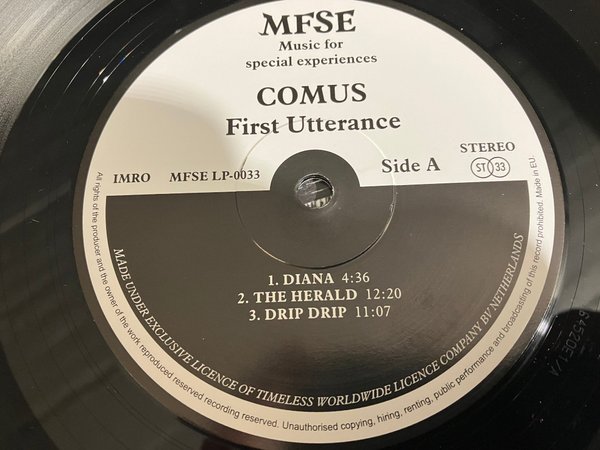 MFSE
Music for
special experiences
COMUS
First Utterance
STEREO
Side A
ST 33
IMRO MFSE LP-0033
1. DIANA 4:36
2. THE HERALD 12:20
3. DRIP DRIP 11:07
MADE UNDER EXCLUSIVE LICENCE OF TIMELESS WORLDWIDE LICENCE COMPANY BV NETHERLANDS
All rights of the producer and the owner of the work reproduced reserved recording reserved. Unauthorised copying, hiring, renting, public performance and broadcasting of this record prohibited. Made in EU.